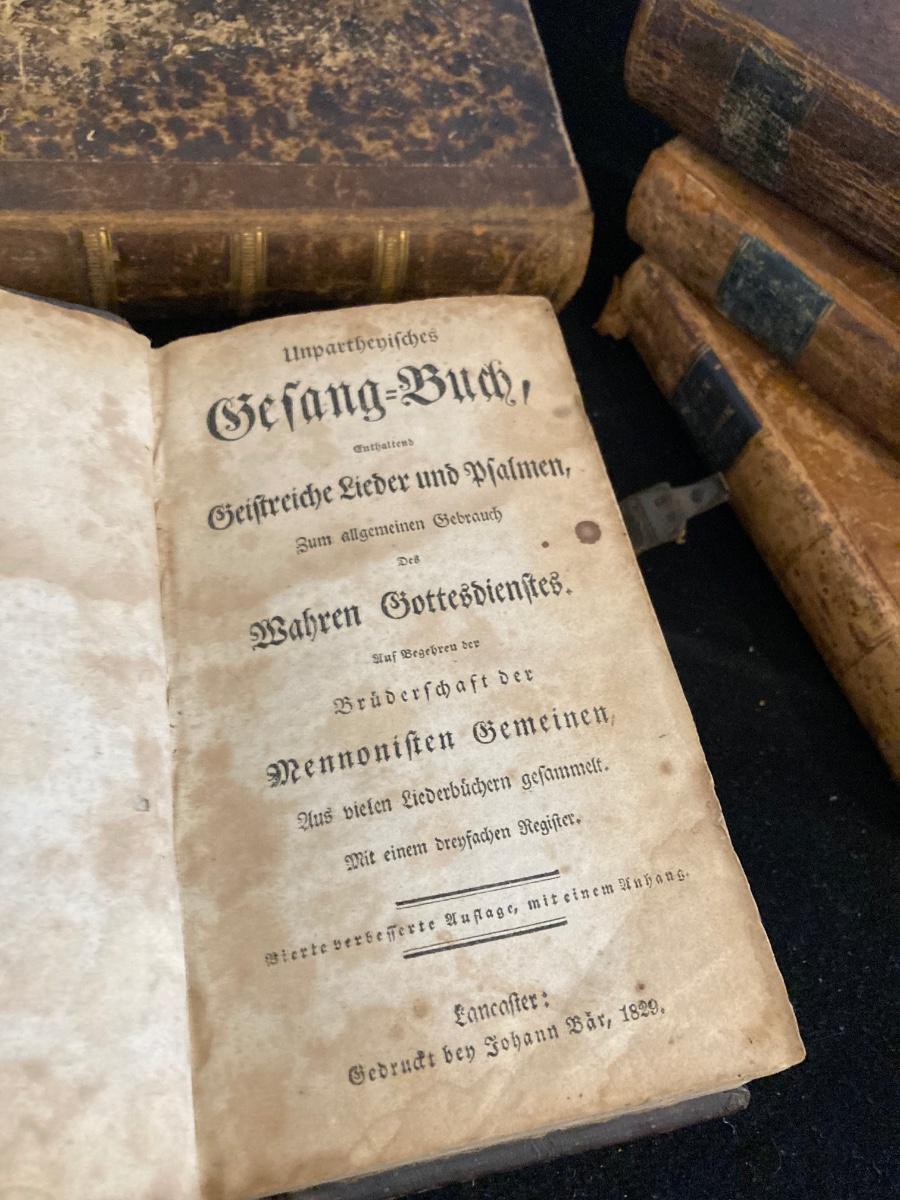 Unpartheyisches
Gesang=Buch,
Enthaltend
Geistreiche Lieder und Psalmen,
Zum allgemeinen Gebrauch
Des
Wahren Gottesdienstes.
Auf Begehren der
Brüderschaft der
Mennonisten Gemeinen,
Aus vielen Liederbüchern gesammelt.
Mit einem dreyfachen Register.
Vierte verbesserte Auflage, mit einem Anhang.
Lancaster:
Gedruckt bey Johann Bär, 1829.